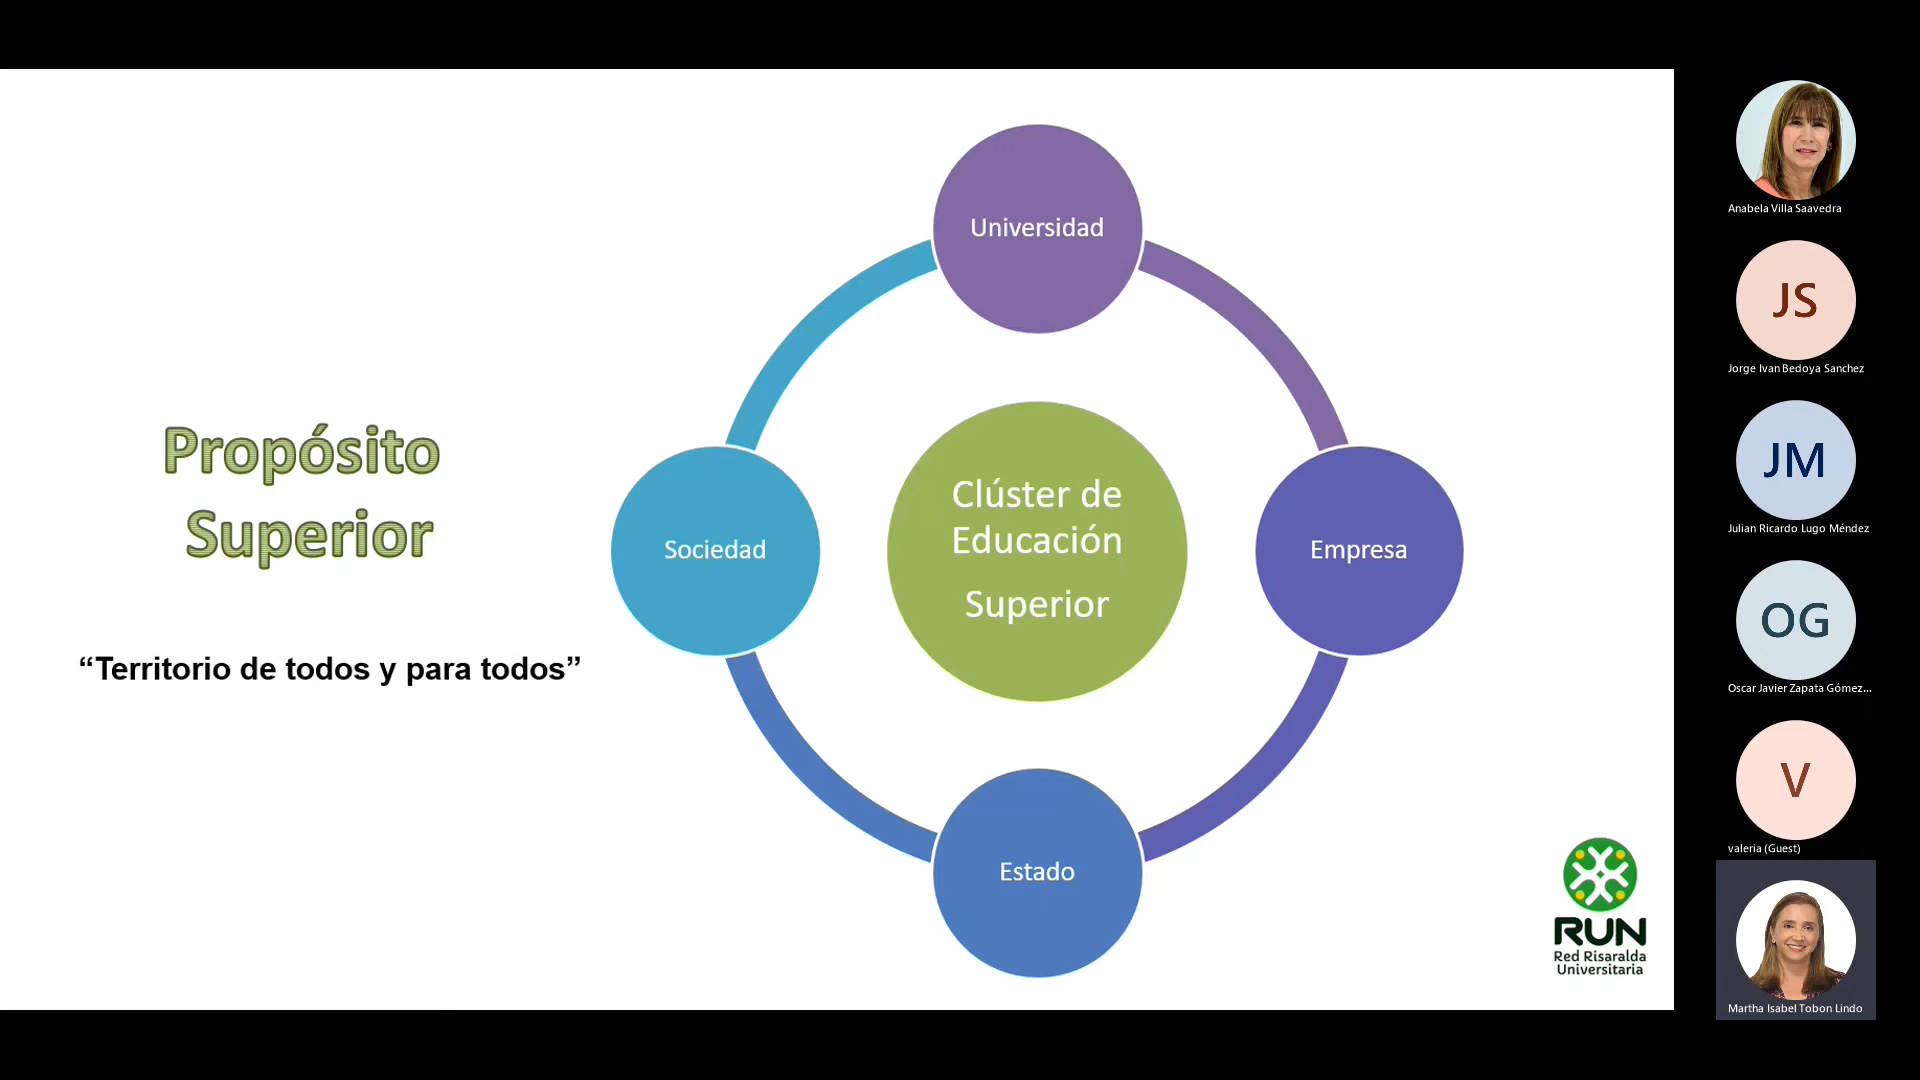 Propósito
Superior
“Territorio de todos y para todos”
Universidad
Sociedad
Clúster de
Educación
Superior
Empresa
Estado
RUN
Red Risaralda
Universitaria
Anabela Villa Saavedra
JS
Jorge Ivan Bedoya Sanchez
JM
Julian Ricardo Lugo Méndez
OG
Oscar Javier Zapata Gómez...
V
valeria (Guest)
Martha Isabel Tobon Lindo